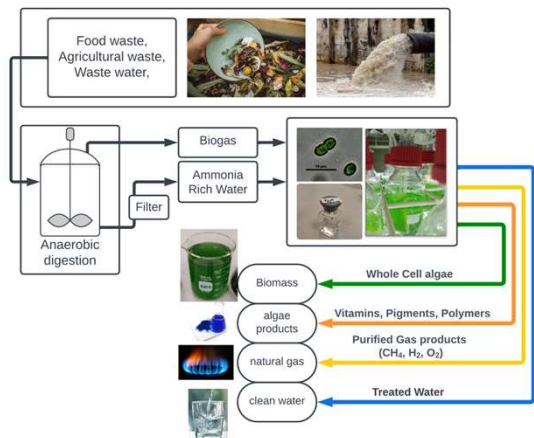 Food waste,
Agricultural waste,
Waste water,
Biogas
Ammonia
Rich Water
Filter
Anaerobic
digestion
Biomass
Whole Cell algae
algae
products
Vitamins, Pigments, Polymers
Purified Gas products
(CH₄, H₂, O₂)
natural gas
Treated Water
clean water